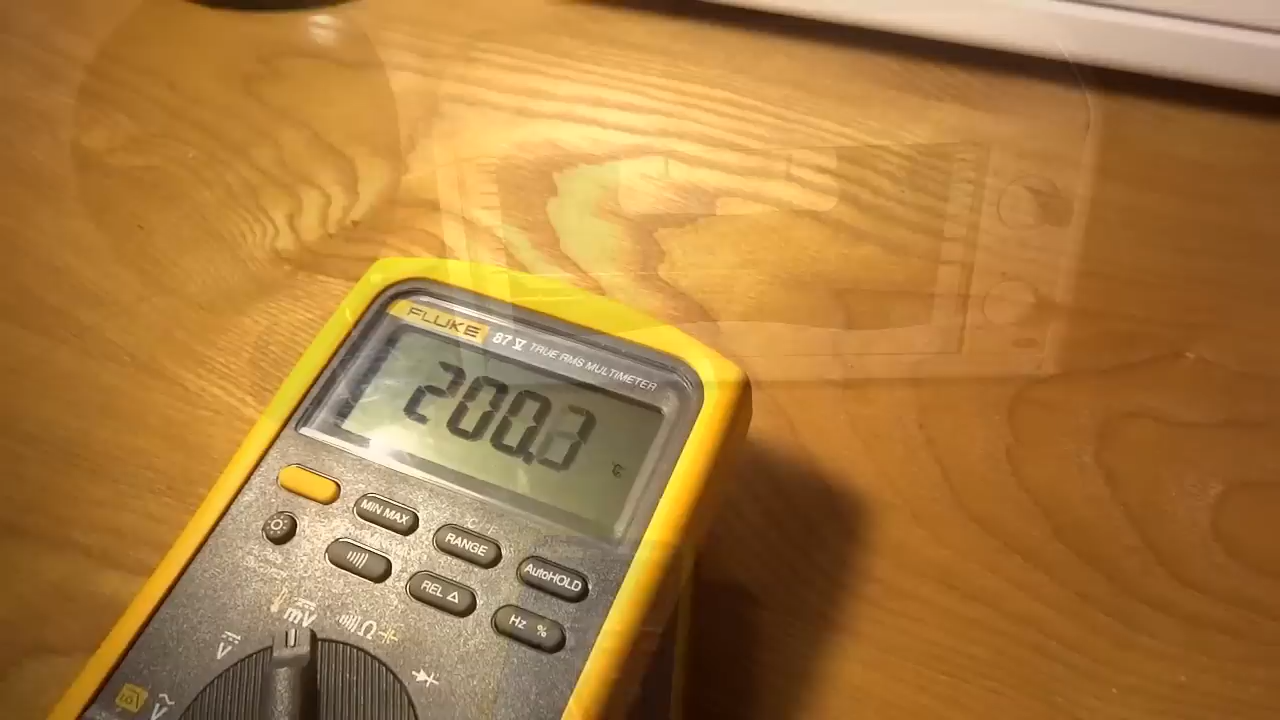 FLUKE 87 V TRUE RMS MULTIMETER
200.3 °C
MIN MAX
RANGE
AutoHOLD
REL △
Hz %
mV Ω
V
V